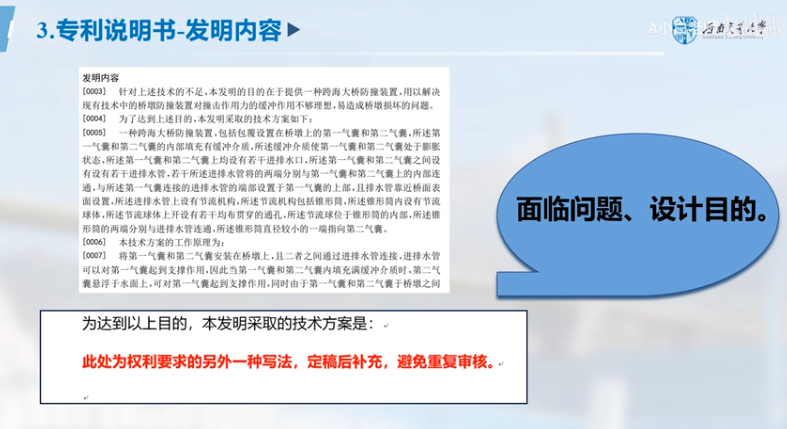 3.专利说明书-发明内容
发明内容
[0003] 针对上述技术的不足,本发明的目的在于提供一种跨海大桥防撞装置,用以解决
现有技术中的桥墩防撞装置对撞击作用力的缓冲作用不够理想,易造成桥墩损坏的问题。
[0004] 为了达到上述目的,本发明采取的技术方案如下:
[0005] 一种跨海大桥防撞装置,包括包覆设置在桥墩上的第一气囊和第二气囊,所述第
一气囊和第二气囊的内部填充有缓冲介质,所述缓冲介质使第一气囊和第二气囊处于膨胀
状态,所述第一气囊和第二气囊上均设有若干进排水口,所述第一气囊和第二气囊之间设
有设有若干进排水管,若干所述进排水管将的两端分别与第一气囊和第二气囊上的内部连
通,与所述第一气囊连接的进排水管的端部设置于第一气囊的上部,且排水管靠近桥面表
面设置,所述进排水管上设有节流机构,所述节流机构包括锥形筒,所述锥形筒内设有节流
球体,所述节流球体上开设有若干均布贯穿的通孔,所述节流球位于锥形筒的内部,所述锥
形筒的两端分别与进排水管连通,所述锥形筒直径较小的一端指向第二气囊。
[0006] 本技术方案的工作原理为:
[0007] 将第一气囊和第二气囊安装在桥墩上,且二者之间通过进排水管连接,进排水管
可以对第一气囊起到支撑作用,因此当第一气囊和第二气囊内填充满缓冲介质时,第二气
囊悬浮于水面上,可对第一气囊起到支撑作用,同时由于第一气囊和第二气囊于桥墩之间
面临问题、设计目的。
为达到以上目的，本发明采取的技术方案是：
此处为权利要求的另外一种写法，定稿后补充，避免重复审核。